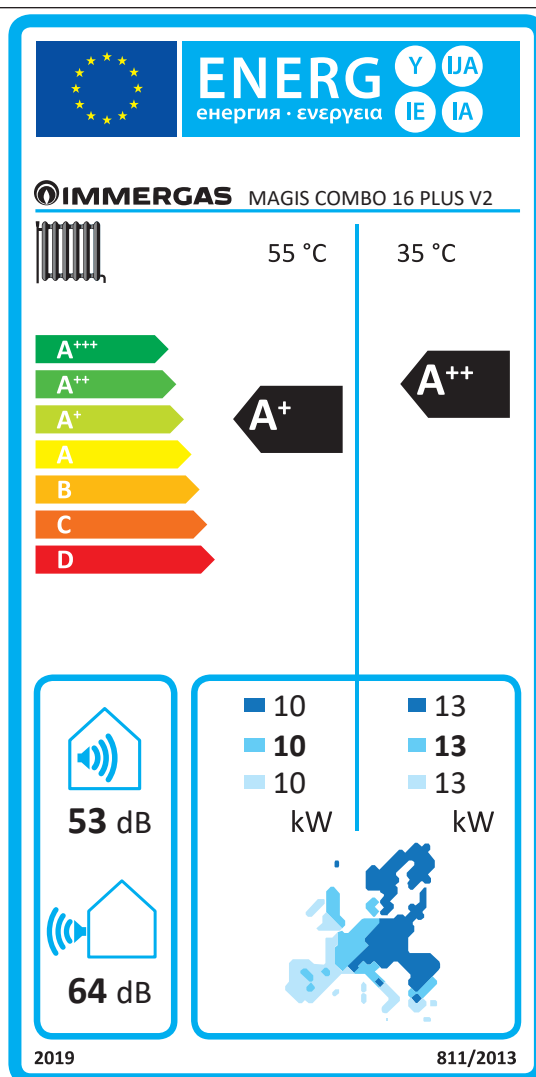 ENERG
енергия · ενεργεια
Y IJA
IE IA
IMMERGAS MAGIS COMBO 16 PLUS V2
55 °C 35 °C
A+++
A++
A+
A
B
C
D
A+
A++
53 dB
64 dB
10 13
10 13
10 13
kW kW
2019 811/2013